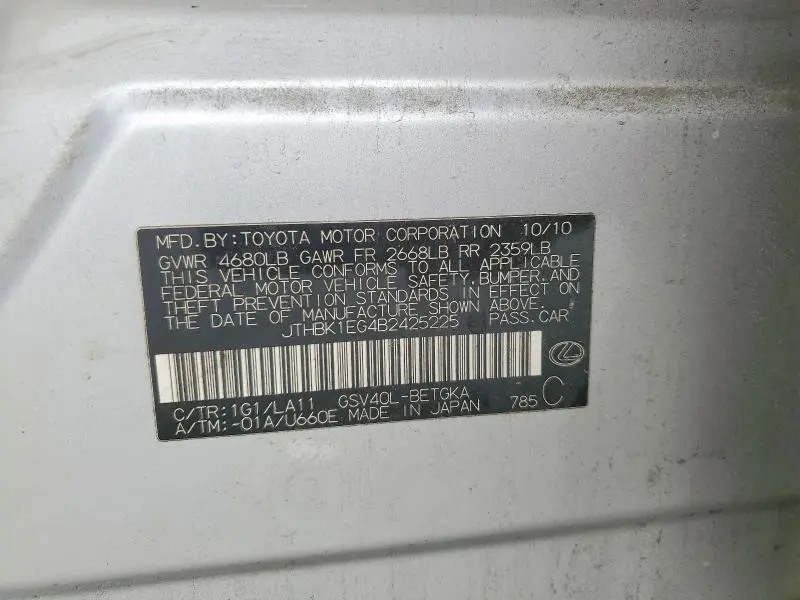 MFD. BY: TOYOTA MOTOR CORPORATION 10/10
GVWR 4680LB GAWR FR 2668LB RR 2359LB
THIS VEHICLE CONFORMS TO ALL APPLICABLE
FEDERAL MOTOR VEHICLE SAFETY, BUMPER, AND
THEFT PREVENTION STANDARDS IN EFFECT ON
THE DATE OF MANUFACTURE SHOWN ABOVE.
JTHBK1EG4B2425225 PASS. CAR
C/TR: 1G1/LA11 GSV40L-BETGKA
A/TM: -01A/U660E MADE IN JAPAN 785 C